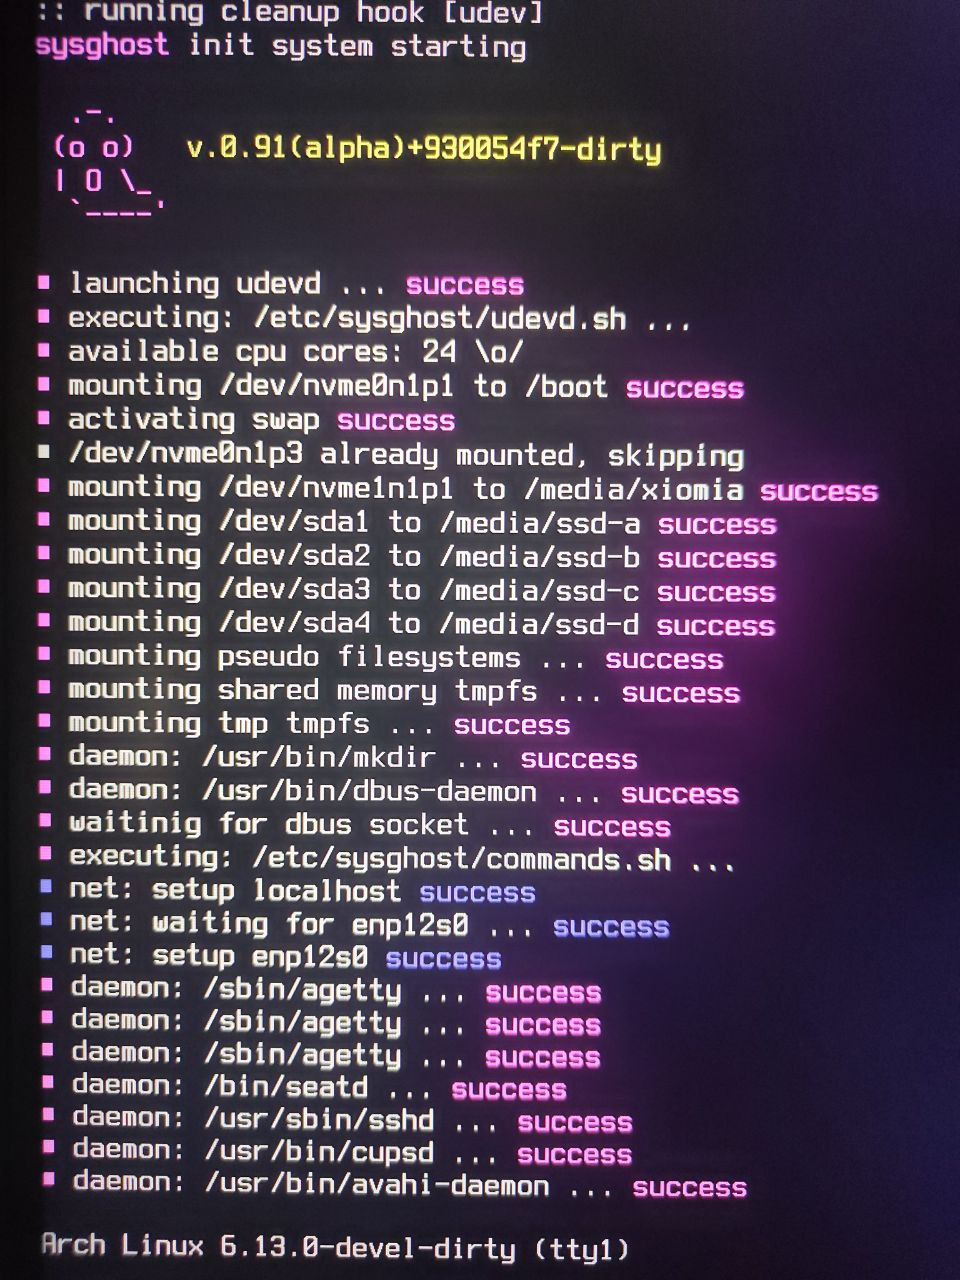 :: running cleanup hook [udev]
sysghost init system starting
.-.
(o o) v.0.91(alpha)+930054f7-dirty
| O \_
`____'
launching udevd ... success
executing: /etc/sysghost/udevd.sh ...
available cpu cores: 24 \o/
mounting /dev/nvme0n1p1 to /boot success
activating swap success
/dev/nvme0n1p3 already mounted, skipping
mounting /dev/nvme1n1p1 to /media/xiomia success
mounting /dev/sda1 to /media/ssd-a success
mounting /dev/sda2 to /media/ssd-b success
mounting /dev/sda3 to /media/ssd-c success
mounting /dev/sda4 to /media/ssd-d success
mounting pseudo filesystems ... success
mounting shared memory tmpfs ... success
mounting tmp tmpfs ... success
daemon: /usr/bin/mkdir ... success
daemon: /usr/bin/dbus-daemon ... success
waitinig for dbus socket ... success
executing: /etc/sysghost/commands.sh ...
net: setup localhost success
net: waiting for enp12s0 ... success
net: setup enp12s0 success
daemon: /sbin/agetty ... success
daemon: /sbin/agetty ... success
daemon: /sbin/agetty ... success
daemon: /bin/seatd ... success
daemon: /usr/sbin/sshd ... success
daemon: /usr/bin/cupsd ... success
daemon: /usr/bin/avahi-daemon ... success
Arch Linux 6.13.0-devel-dirty (tty1)